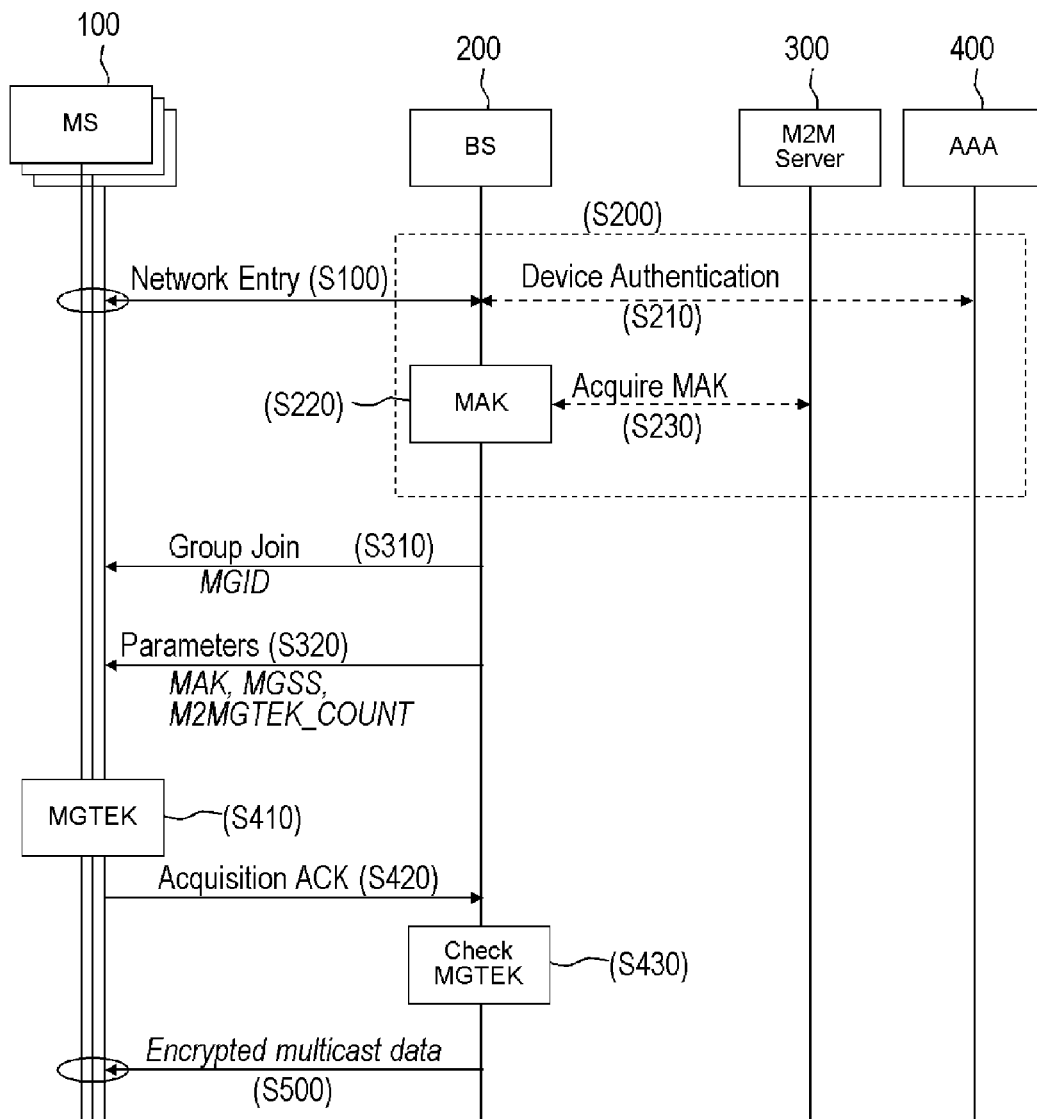 100
200
300
400
MS
BS
M2M
Server
AAA
(S200)
Network Entry (S100)
Device Authentication
(S210)
(S220)
MAK
Acquire MAK
(S230)
Group Join (S310)
MGID
Parameters (S320)
MAK, MGSS,
M2MGTEK_COUNT
MGTEK
(S410)
Acquisition ACK (S420)
Check
MGTEK
(S430)
Encrypted multicast data
(S500)